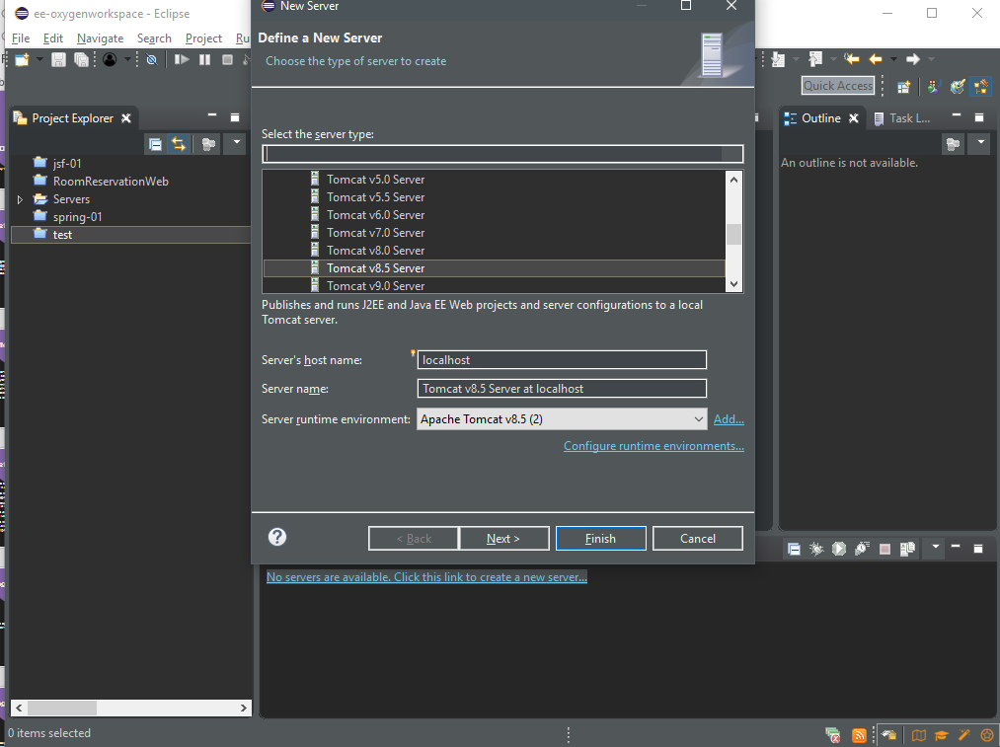 ee-oxygenworkspace - Eclipse
File Edit Navigate Search Project Ru
New Server
Define a New Server
Choose the type of server to create
Quick Access
Project Explorer
Outline
Task L...
An outline is not available.
jsf-01
RoomReservationWeb
Servers
spring-01
test
Select the server type:
Tomcat v5.0 Server
Tomcat v5.5 Server
Tomcat v6.0 Server
Tomcat v7.0 Server
Tomcat v8.0 Server
Tomcat v8.5 Server
Tomcat v9.0 Server
Publishes and runs J2EE and Java EE Web projects and server configurations to a local
Tomcat server.
Server's host name: localhost
Server name: Tomcat v8.5 Server at localhost
Server runtime environment: Apache Tomcat v8.5 (2) Add...
Configure runtime environments...
? < Back Next > Finish Cancel
No servers are available. Click this link to create a new server...
0 items selected